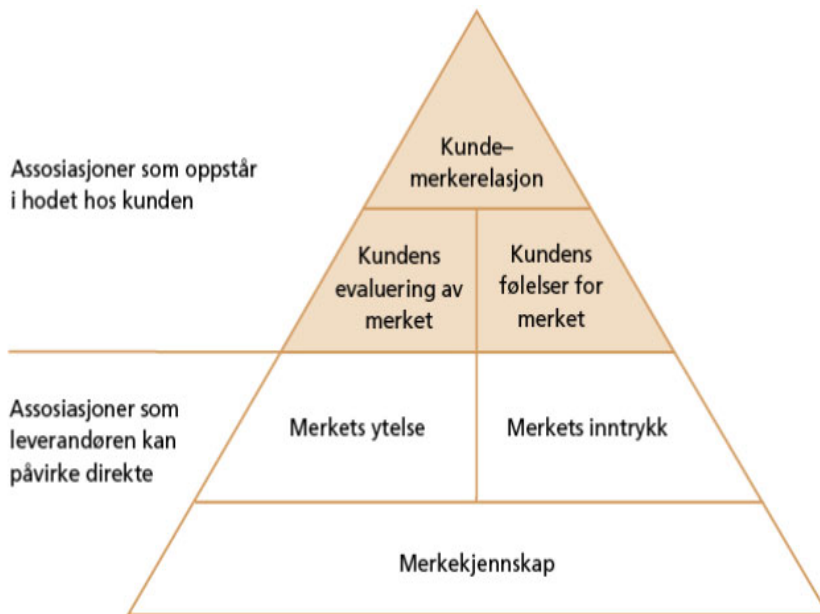 Kunde–
merkerelasjon
Assosiasjoner som oppstår
i hodet hos kunden
Kundens
evaluering av
merket
Kundens
følelser for
merket
Assosiasjoner som
leverandøren kan
påvirke direkte
Merkets ytelse
Merkets inntrykk
Merkekjennskap